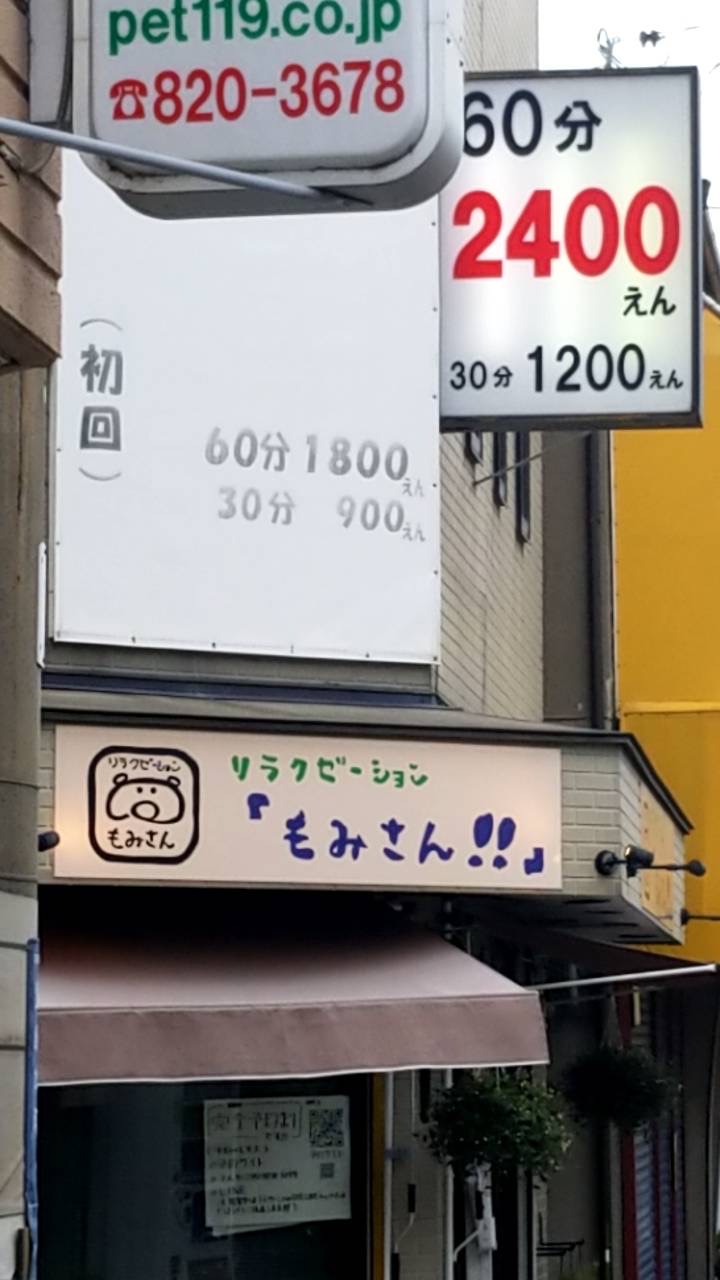 pet119.co.jp
☎820-3678
60分
2400
えん
30分1200えん
(初回)
60分1800えん
30分 900えん
リラクゼーション
もみさん
リラクゼーション
『もみさん!!』